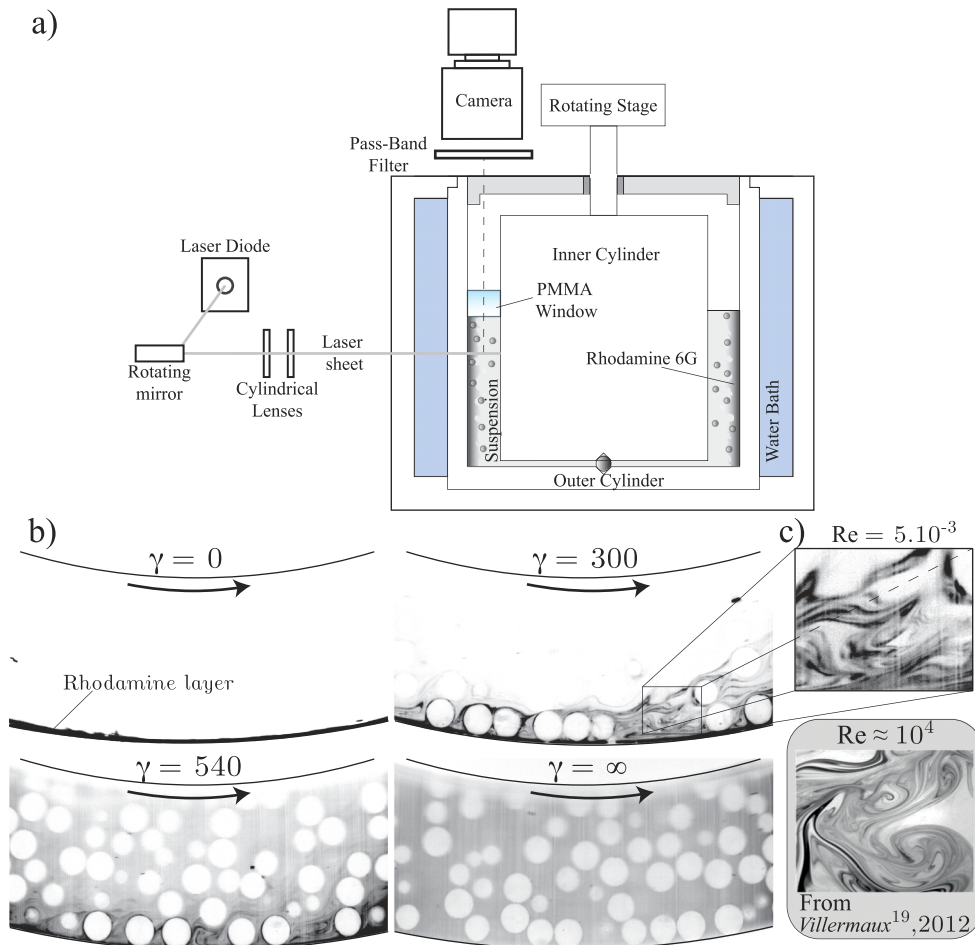 a)
Camera
Rotating Stage
Pass-Band
Filter
Laser Diode
Inner Cylinder
PMMA
Window
Laser
sheet
Rhodamine 6G
Rotating
mirror
Cylindrical
Lenses
Suspension
Water Bath
Outer Cylinder
b)
γ = 0
γ = 300
c)
Re = 5.10⁻³
Rhodamine layer
γ = 540
γ = ∞
Re ≈ 10⁴
From
Villermaux¹⁹,2012